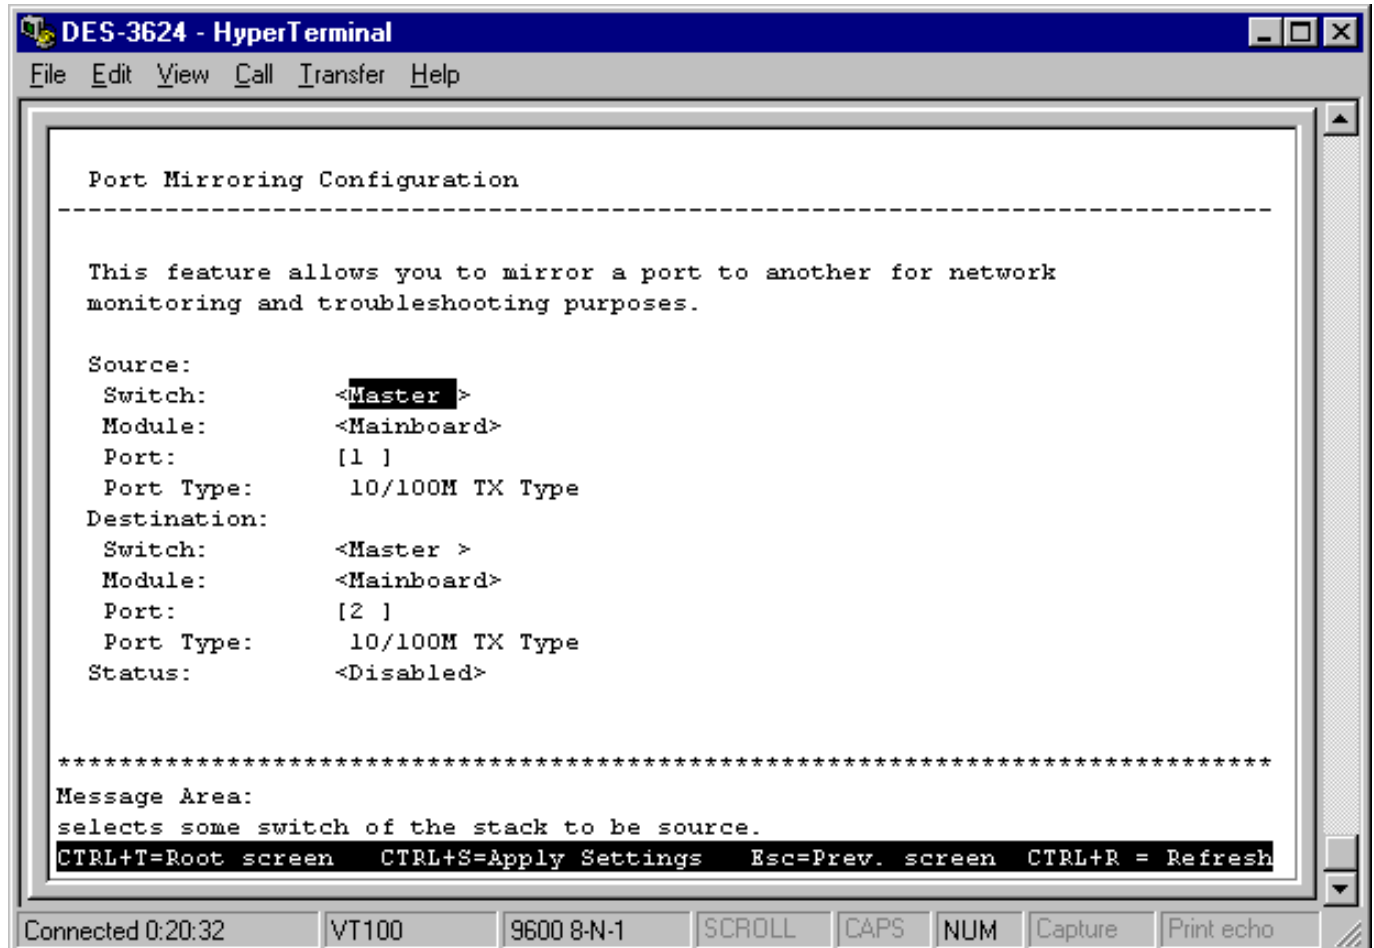 DES-3624 - HyperTerminal
File Edit View Call Transfer Help
Port Mirroring Configuration
------------------------------------------------------------------------------
This feature allows you to mirror a port to another for network
monitoring and troubleshooting purposes.
Source:
Switch: <Master >
Module: <Mainboard>
Port: [1 ]
Port Type: 10/100M TX Type
Destination:
Switch: <Master >
Module: <Mainboard>
Port: [2 ]
Port Type: 10/100M TX Type
Status: <Disabled>
*******************************************************************************
Message Area:
selects some switch of the stack to be source.
CTRL+T=Root screen CTRL+S=Apply Settings Esc=Prev. screen CTRL+R = Refresh
Connected 0:20:32 VT100 9600 8-N-1 SCROLL CAPS NUM Capture Print echo